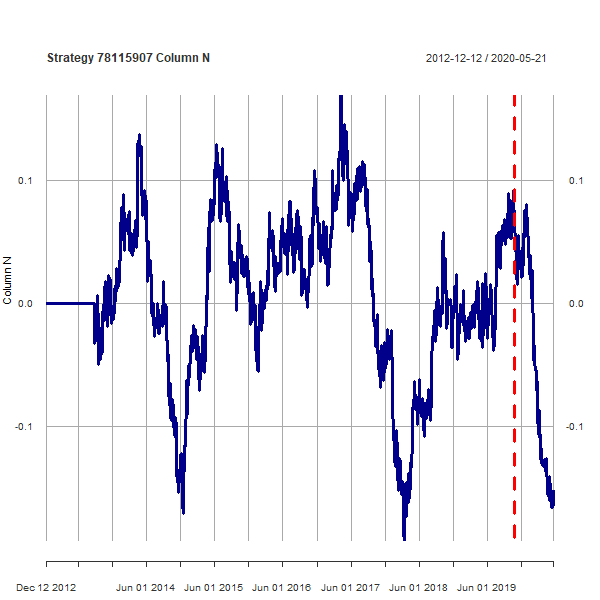 Strategy 78115907 Column N
2012-12-12 / 2020-05-21
Column N
0.1
0.1
0.0
0.0
-0.1
-0.1
Dec 12 2012
Jun 01 2014
Jun 01 2015
Jun 01 2016
Jun 01 2017
Jun 01 2018
Jun 01 2019